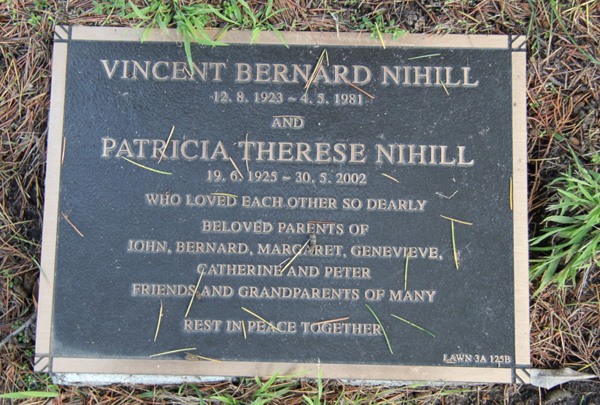 VINCENT BERNARD NIHILL
12. 8. 1923 ~ 4. 5. 1981
AND
PATRICIA THERESE NIHILL
19. 6. 1925 ~ 30. 5. 2002
WHO LOVED EACH OTHER SO DEARLY
BELOVED PARENTS OF
JOHN, BERNARD, MARGARET, GENEVIEVE,
CATHERINE AND PETER
FRIENDS AND GRANDPARENTS OF MANY
REST IN PEACE TOGETHER
LAWN 3A 125B